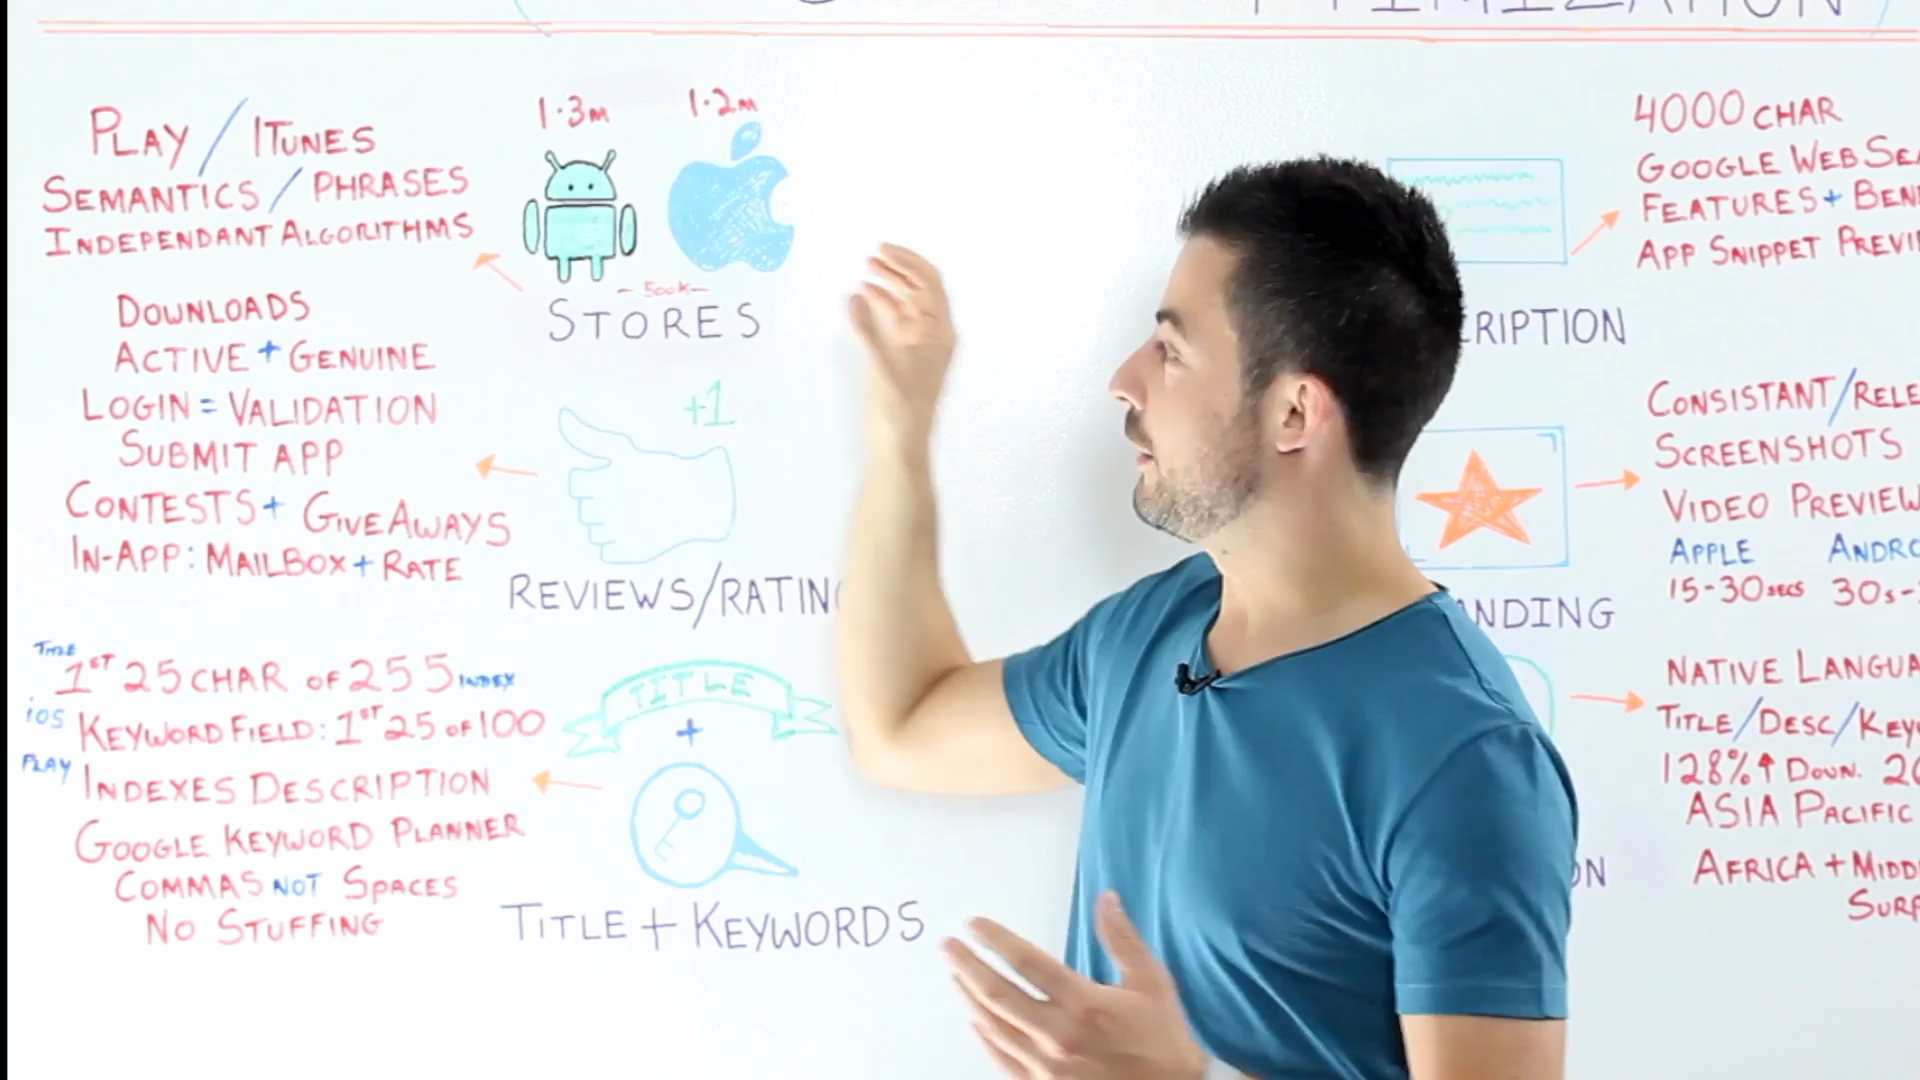 PLAY / ITUNES
SEMANTICS / PHRASES
INDEPENDANT ALGORITHMS
1.3M
1.2M
- 500K -
STORES
DOWNLOADS
ACTIVE + GENUINE
LOGIN = VALIDATION
SUBMIT APP
CONTESTS + GIVEAWAYS
IN-APP: MAILBOX + RATE
+1
REVIEWS/RATIN
TITLE
1ST 25 CHAR OF 255 INDEX
iOS KEYWORD FIELD: 1ST 25 OF 100
PLAY INDEXES DESCRIPTION
GOOGLE KEYWORD PLANNER
COMMAS NOT SPACES
NO STUFFING
TITLE
+
TITLE + KEYWORDS
4000 CHAR
GOOGLE WEB SEA
FEATURES + BEN
APP SNIPPET PREVI
RIPTION
CONSISTANT/RELE
SCREENSHOTS
VIDEO PREVIEW
APPLE ANDRO
15-30secs 30s-
NDING
NATIVE LANGUA
TITLE/DESC/KEY
128%↑ DOWN. 20
ASIA PACIFIC
AFRICA + MIDD
SURF
ON